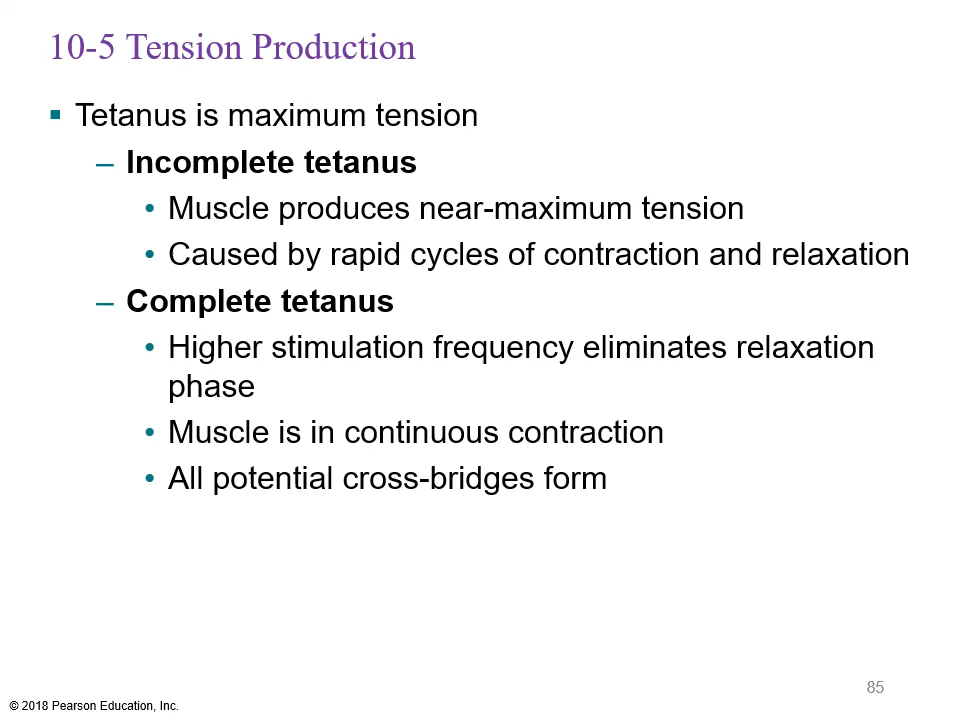 10-5 Tension Production
▪ Tetanus is maximum tension
– Incomplete tetanus
• Muscle produces near-maximum tension
• Caused by rapid cycles of contraction and relaxation
– Complete tetanus
• Higher stimulation frequency eliminates relaxation
phase
• Muscle is in continuous contraction
• All potential cross-bridges form
85
© 2018 Pearson Education, Inc.